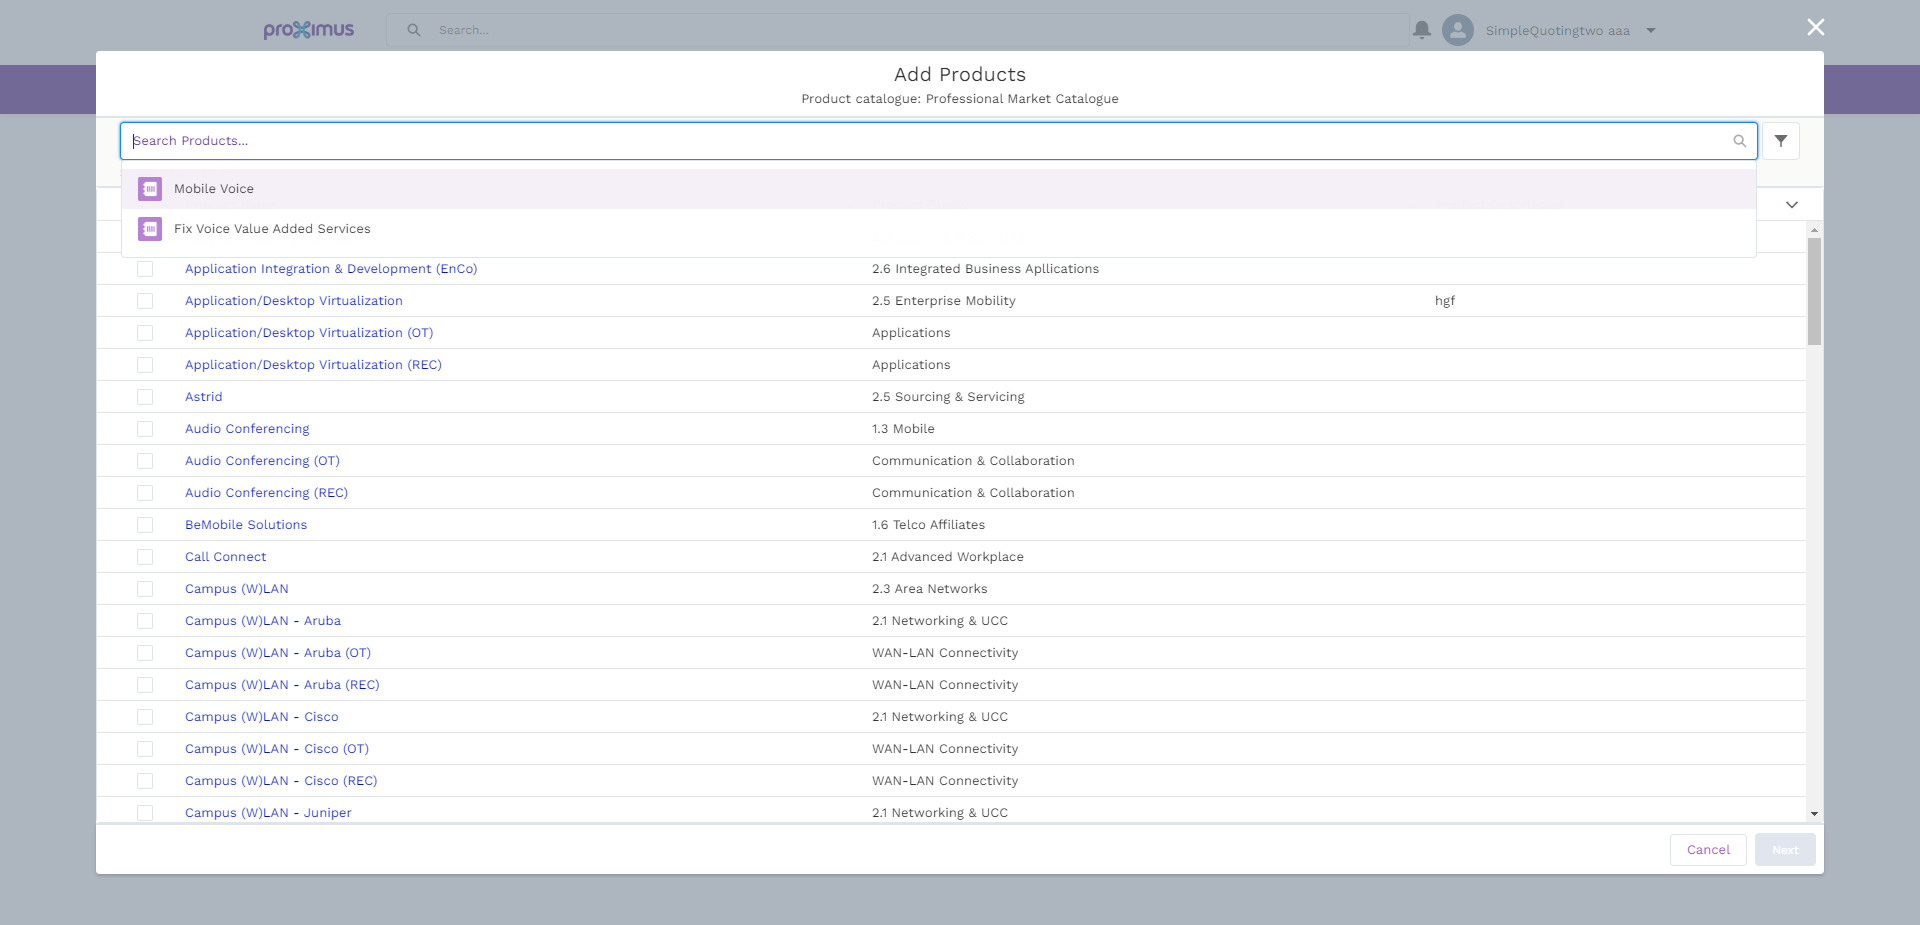 proximus
Search...
SimpleQuotingtwo aaa
Add Products
Product catalogue: Professional Market Catalogue
Search Products...
Mobile Voice
Fix Voice Value Added Services
Application Integration & Development (EnCo) 2.6 Integrated Business Apllications
Application/Desktop Virtualization 2.5 Enterprise Mobility hgf
Application/Desktop Virtualization (OT) Applications
Application/Desktop Virtualization (REC) Applications
Astrid 2.5 Sourcing & Servicing
Audio Conferencing 1.3 Mobile
Audio Conferencing (OT) Communication & Collaboration
Audio Conferencing (REC) Communication & Collaboration
BeMobile Solutions 1.6 Telco Affiliates
Call Connect 2.1 Advanced Workplace
Campus (W)LAN 2.3 Area Networks
Campus (W)LAN - Aruba 2.1 Networking & UCC
Campus (W)LAN - Aruba (OT) WAN-LAN Connectivity
Campus (W)LAN - Aruba (REC) WAN-LAN Connectivity
Campus (W)LAN - Cisco 2.1 Networking & UCC
Campus (W)LAN - Cisco (OT) WAN-LAN Connectivity
Campus (W)LAN - Cisco (REC) WAN-LAN Connectivity
Campus (W)LAN - Juniper 2.1 Networking & UCC
Cancel Next